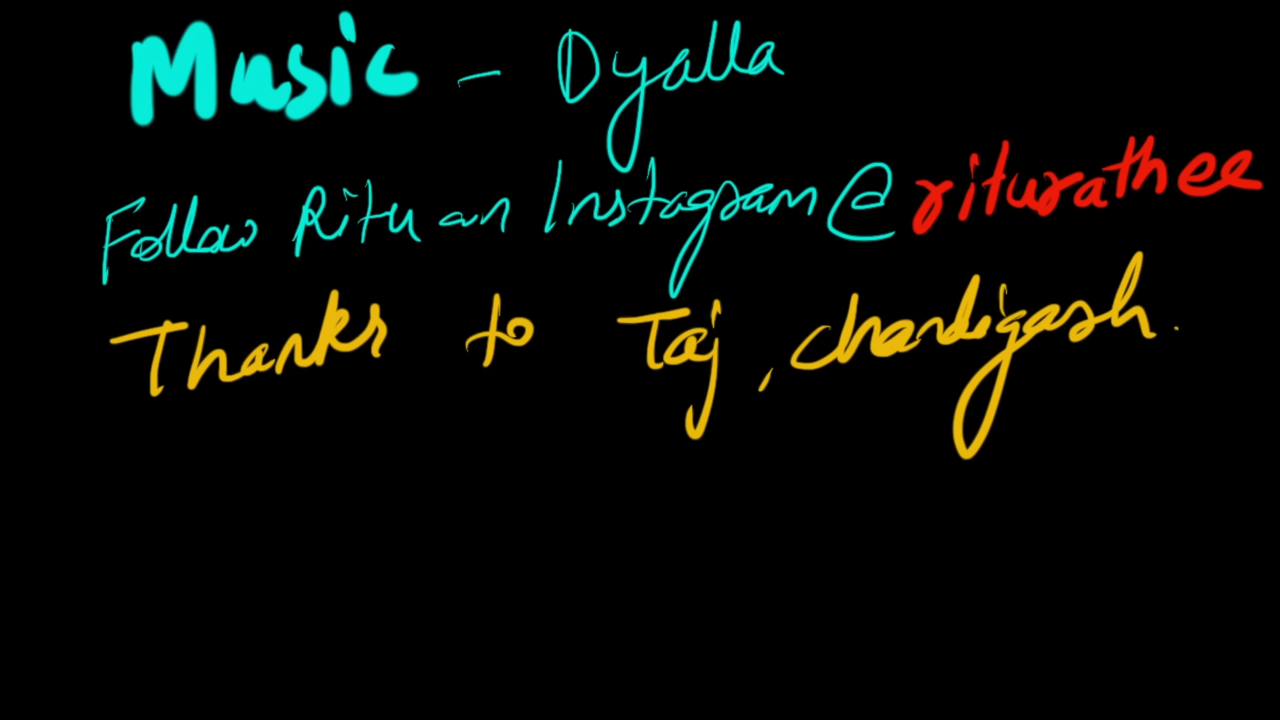 Music - Dyalla
Follow Ritu on Instagram @riturathee
Thanks to Taj, Chandigarh.